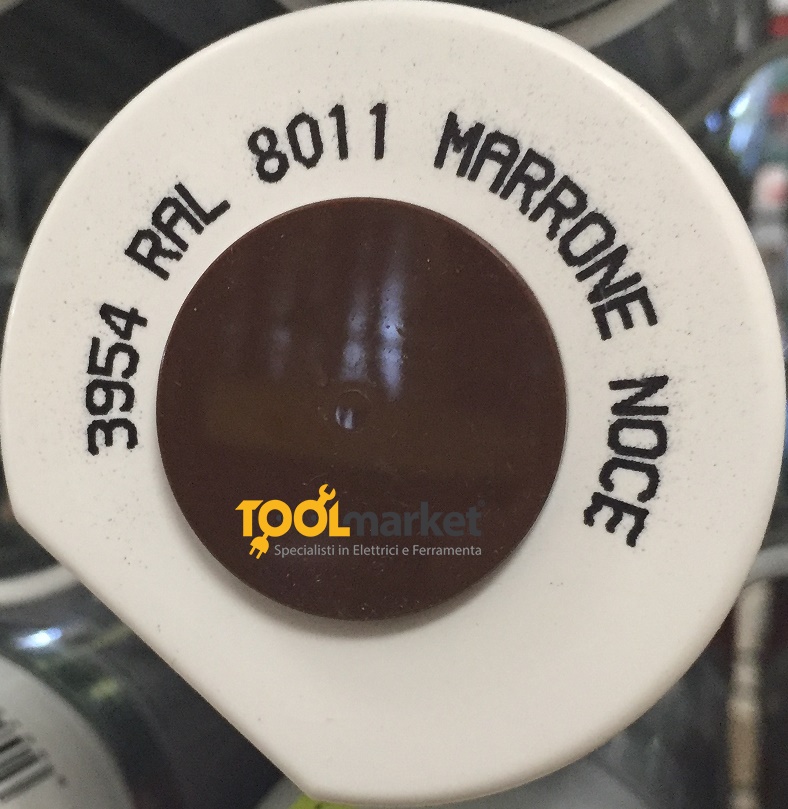 3954 RAL 8011 MARRONE NOCE
TOOLmarket
Specialisti in Elettrici e Ferramenta